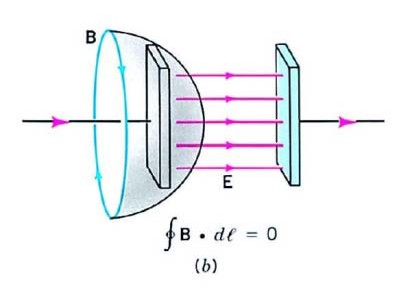 B
E
∮B • dℓ = 0
(b)